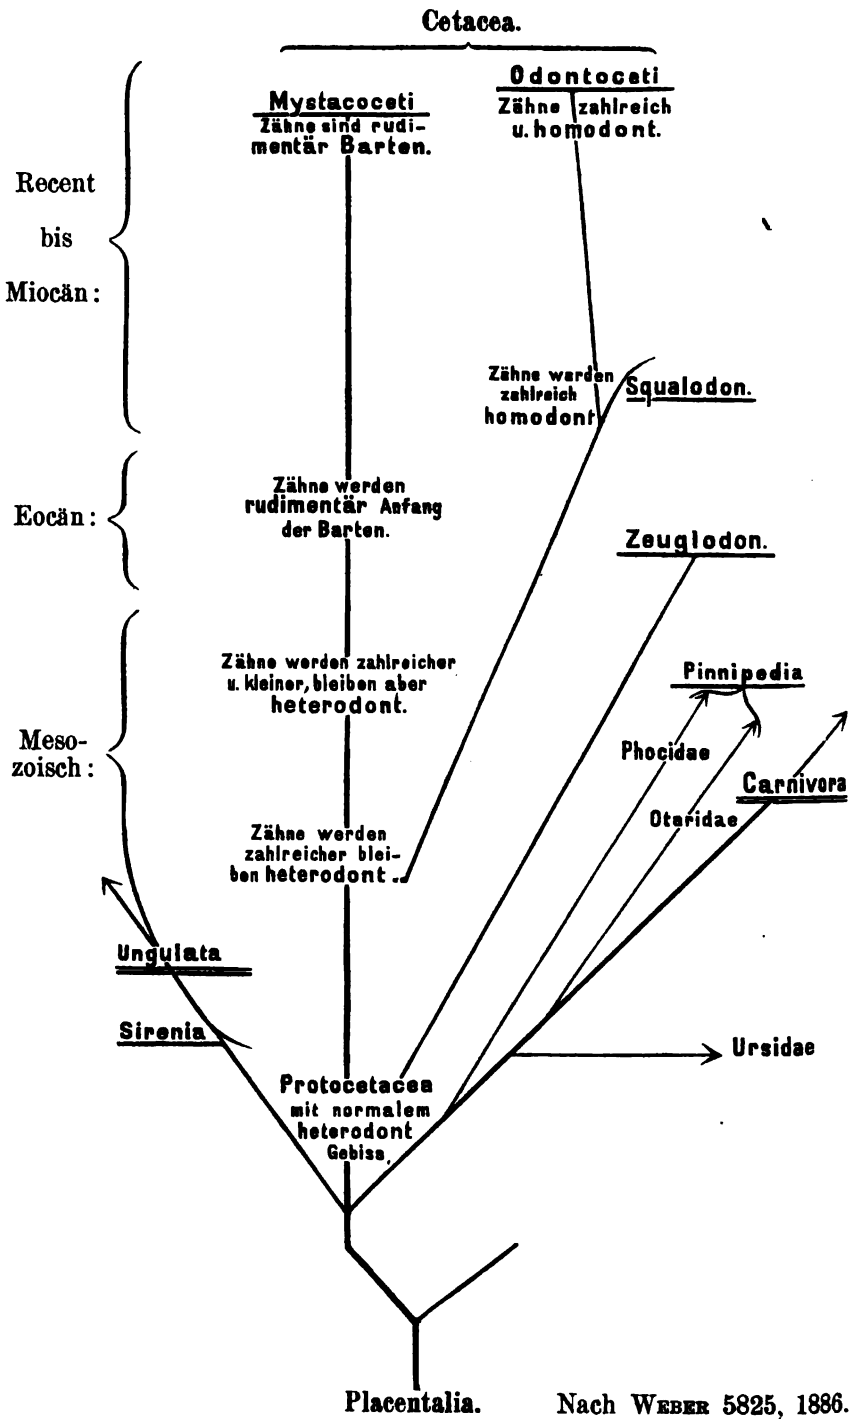 Cetacea.
Odontoceti
Zähne zahlreich
u. homodont.
Mystacoceti
Zähne sind rudi-
mentär Barten.
Recent
bis
Miocän:
Zähne werden
zahlreich
homodont
Squalodon.
Eocän:
Zähne werden
rudimentär Anfang
der Barten.
Zeuglodon.
Zähne werden zahlreicher
u. kleiner, bleiben aber
heterodont.
Pinnipedia
Phocidae
Meso-
zoisch:
Carnivora
Otaridae
Zähne werden
zahlreicher blei-
ben heterodont ..
Ungulata
Sirenia
Ursidae
Protocetacea
mit normalem
heterodont
Gebiss.
Placentalia.
Nach WEBER 5825, 1886.